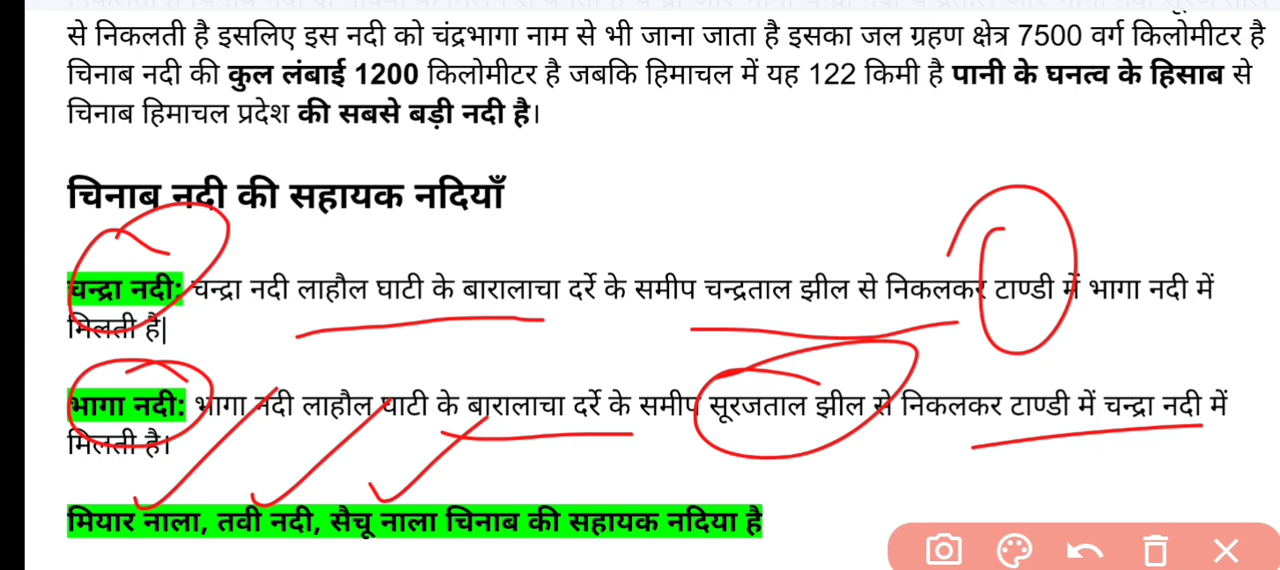 से निकलती है इसलिए इस नदी को चंद्रभागा नाम से भी जाना जाता है इसका जल ग्रहण क्षेत्र 7500 वर्ग किलोमीटर है
चिनाब नदी की कुल लंबाई 1200 किलोमीटर है जबकि हिमाचल में यह 122 किमी है पानी के घनत्व के हिसाब से
चिनाब हिमाचल प्रदेश की सबसे बड़ी नदी है।
चिनाब नदी की सहायक नदियाँ
चन्द्रा नदी: चन्द्रा नदी लाहौल घाटी के बारालाचा दर्रे के समीप चन्द्रताल झील से निकलकर टाण्डी में भागा नदी में
मिलती है|
भागा नदी: भागा नदी लाहौल घाटी के बारालाचा दर्रे के समीप सूरजताल झील से निकलकर टाण्डी में चन्द्रा नदी में
मिलती है।
मियार नाला, तवी नदी, सैचू नाला चिनाब की सहायक नदिया है